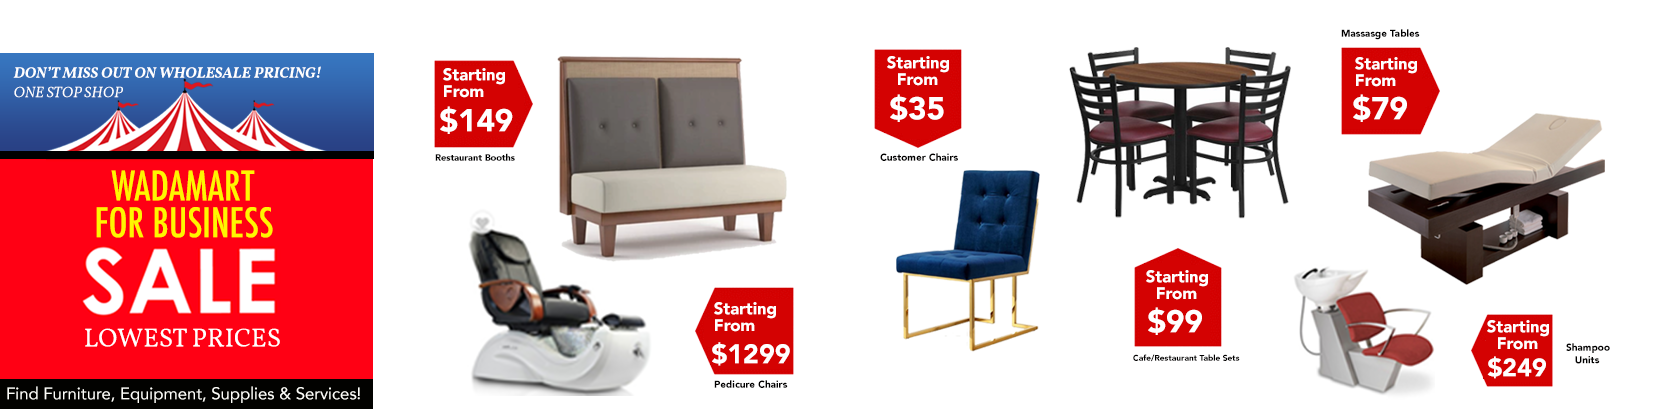 DON'T MISS OUT ON WHOLESALE PRICING!
ONE STOP SHOP
WADAMART
FOR BUSINESS
SALE
LOWEST PRICES
Find Furniture, Equipment, Supplies & Services!
Starting
From
$149
Restaurant Booths
Starting
From
$1299
Pedicure Chairs
Starting
From
$35
Customer Chairs
Starting
From
$99
Cafe/Restaurant Table Sets
Massasge Tables
Starting
From
$79
Starting
From
$249
Shampoo
Units